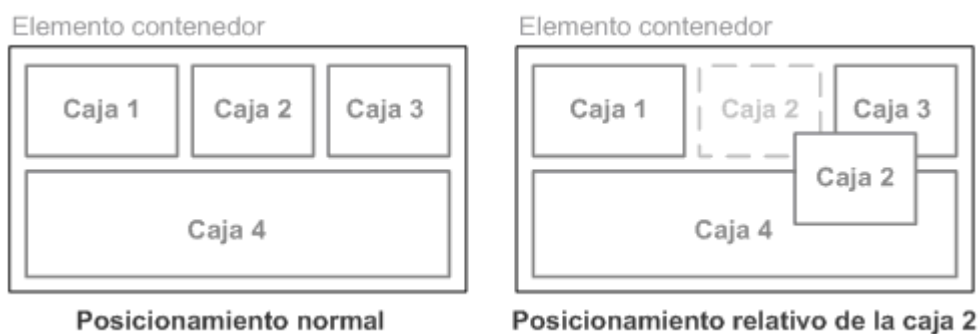 Elemento contenedor
Caja 1 Caja 2 Caja 3
Caja 4
Posicionamiento normal
Elemento contenedor
Caja 1 Caja 2 Caja 3
Caja 2
Caja 4
Posicionamiento relativo de la caja 2